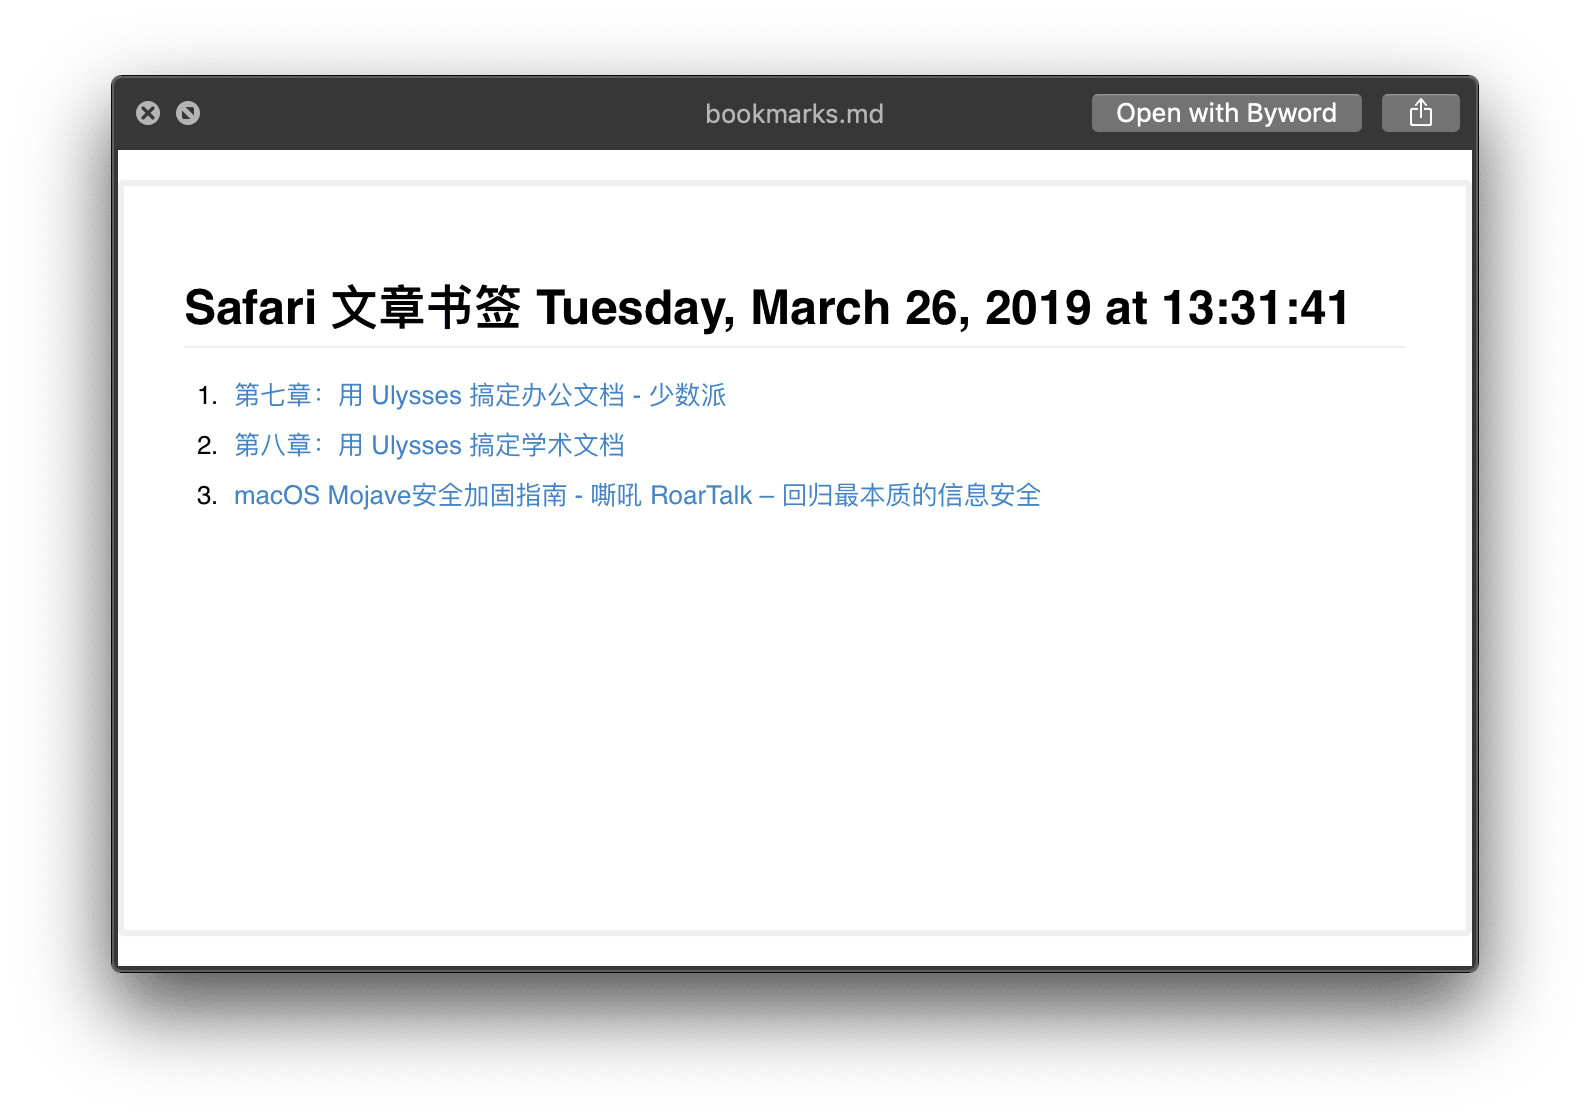 bookmarks.md
Open with Byword
Safari 文章书签 Tuesday, March 26, 2019 at 13:31:41
1. 第七章：用 Ulysses 搞定办公文档 - 少数派
2. 第八章：用 Ulysses 搞定学术文档
3. macOS Mojave安全加固指南 - 嘶吼 RoarTalk – 回归最本质的信息安全